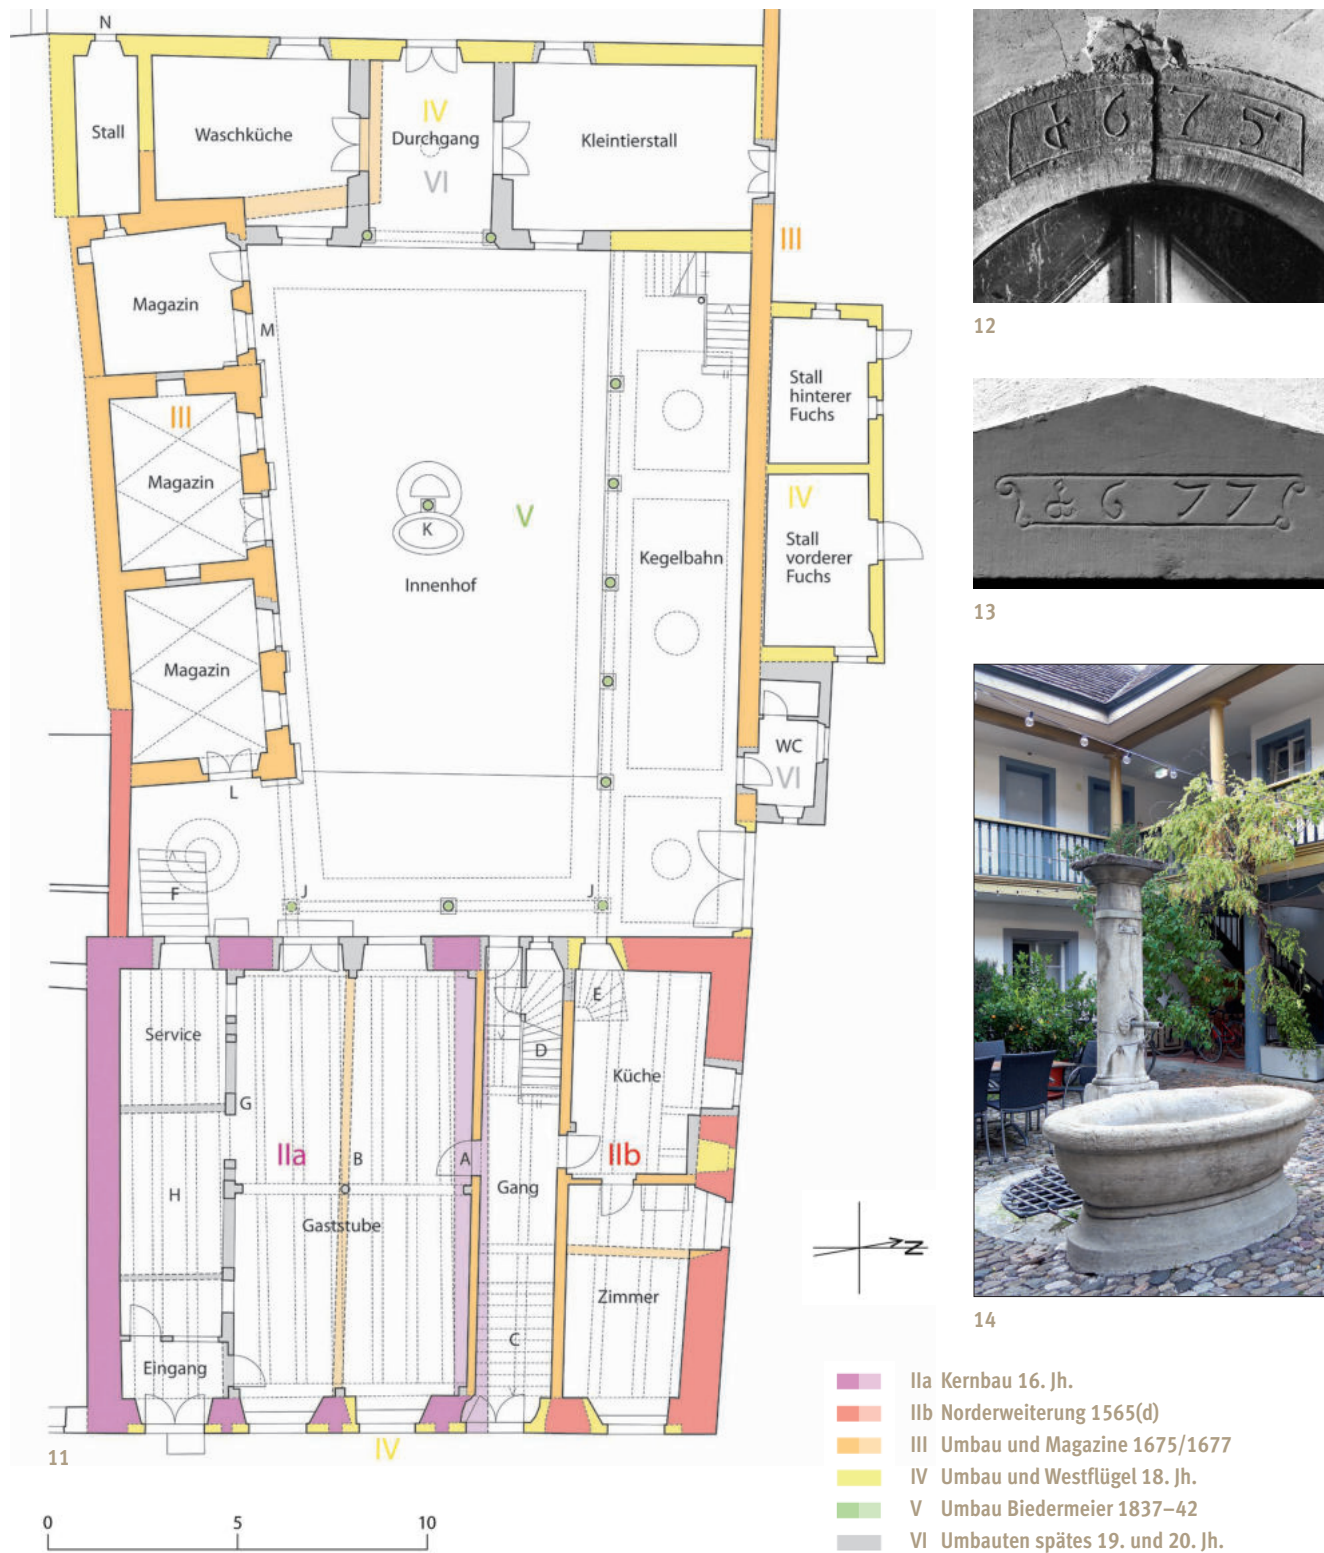 N
Stall
Waschküche
IV
Durchgang
VI
Kleintierstall
III
Magazin
M
Stall
hinterer
Fuchs
III
Magazin
K
V
Innenhof
Kegelbahn
IV
Stall
vorderer
Fuchs
Magazin
L
WC
VI
F
J
J
Service
G
E
D
Küche
IIa
B
A
IIb
Gang
H
Gaststube
Zimmer
C
Eingang
IV
11
N
0 5 10
1675
12
1677
13
14
IIa Kernbau 16. Jh.
IIb Norderweiterung 1565(d)
III Umbau und Magazine 1675/1677
IV Umbau und Westflügel 18. Jh.
V Umbau Biedermeier 1837–42
VI Umbauten spätes 19. und 20. Jh.